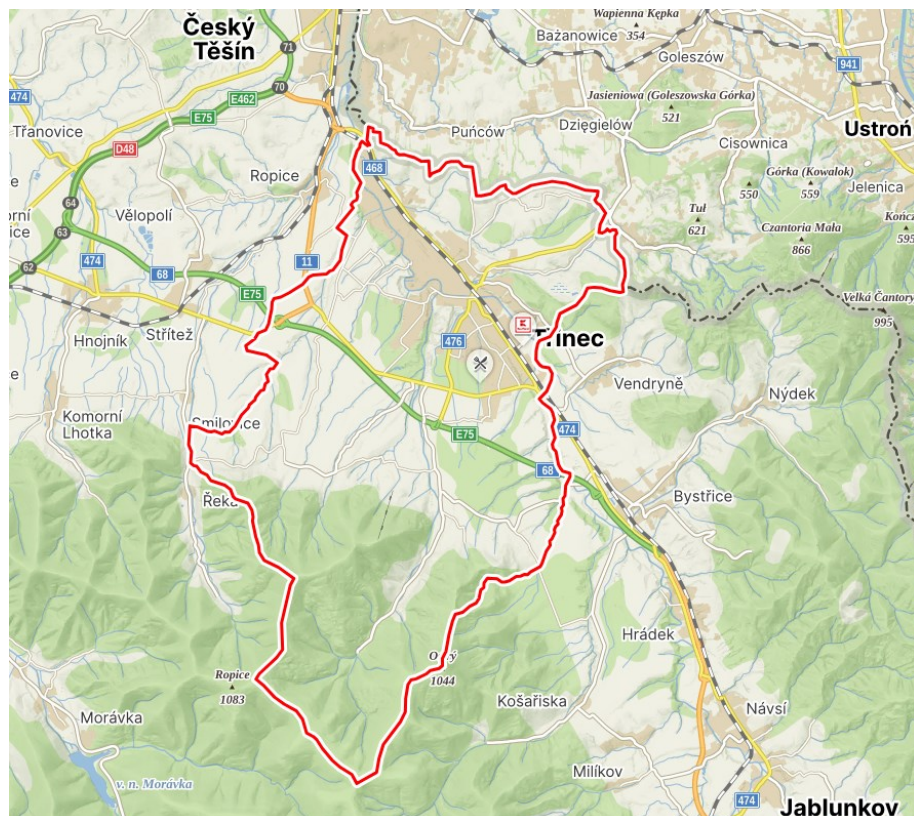 Český
Těšín
71
70
E462
E75
474
Třanovice
D48
Wapienna Kępka
354
Bażanowice
Goleszów
941
Jasieniowa (Goleszowska Górka)
521
Puńców
Dzięgielów
Cisownica
Ustroń
468
Ropice
Górka (Kowalok)
559
550
Jelenica
64
63
62
Vělopolí
474
68
11
E75
Tuł
621
Czantoria Mała
866
595
Velká Čantory
995
Hnojník
Střítež
476
Třinec
Vendryně
Nýdek
Komorní
Lhotka
Smilovice
E75
474
68
Řeka
Bystřice
Hrádek
Ropice
1083
1044
Košařiska
Návsí
Morávka
v. n. Morávka
Milíkov
474
Jablunkov